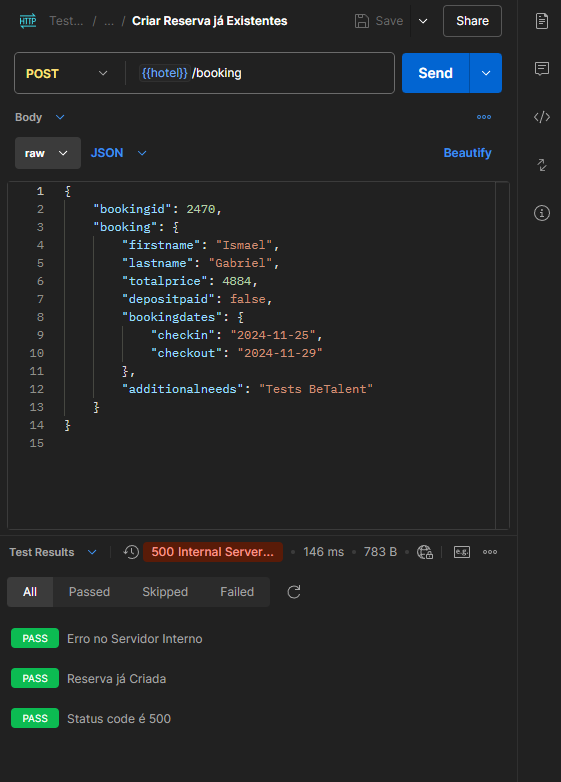 HTTP Test... / ... / Criar Reserva já Existentes Save Share
POST {{hotel}} /booking Send
Body
raw JSON Beautify
1 {
2 "bookingid": 2470,
3 "booking": {
4 "firstname": "Ismael",
5 "lastname": "Gabriel",
6 "totalprice": 4884,
7 "depositpaid": false,
8 "bookingdates": {
9 "checkin": "2024-11-25",
10 "checkout": "2024-11-29"
11 },
12 "additionalneeds": "Tests BeTalent"
13 }
14 }
15
Test Results 500 Internal Server... • 146 ms • 783 B • e.g.
All Passed Skipped Failed
PASS Erro no Servidor Interno
PASS Reserva já Criada
PASS Status code é 500